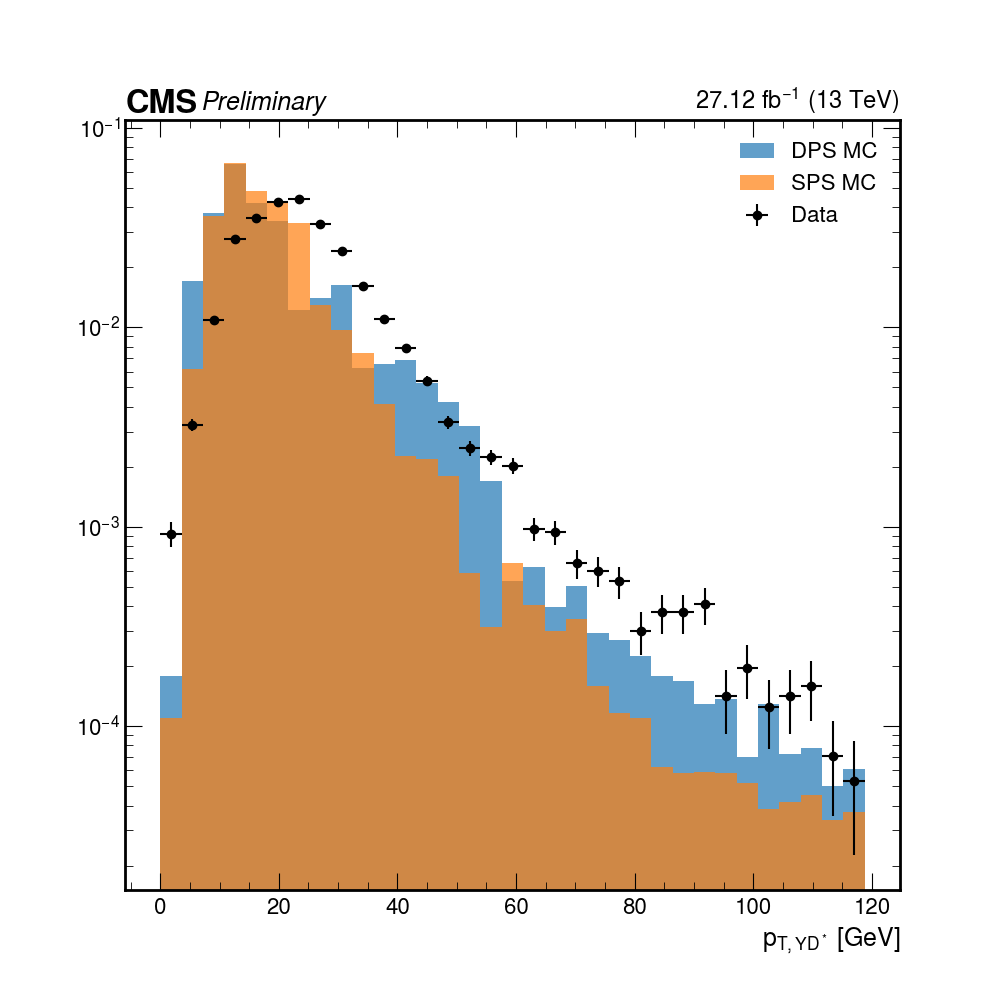 CMS Preliminary 27.12 fb⁻¹ (13 TeV)
10⁻¹
DPS MC
SPS MC
Data
10⁻²
10⁻³
10⁻⁴
0 20 40 60 80 100 120
p_T, YD* [GeV]